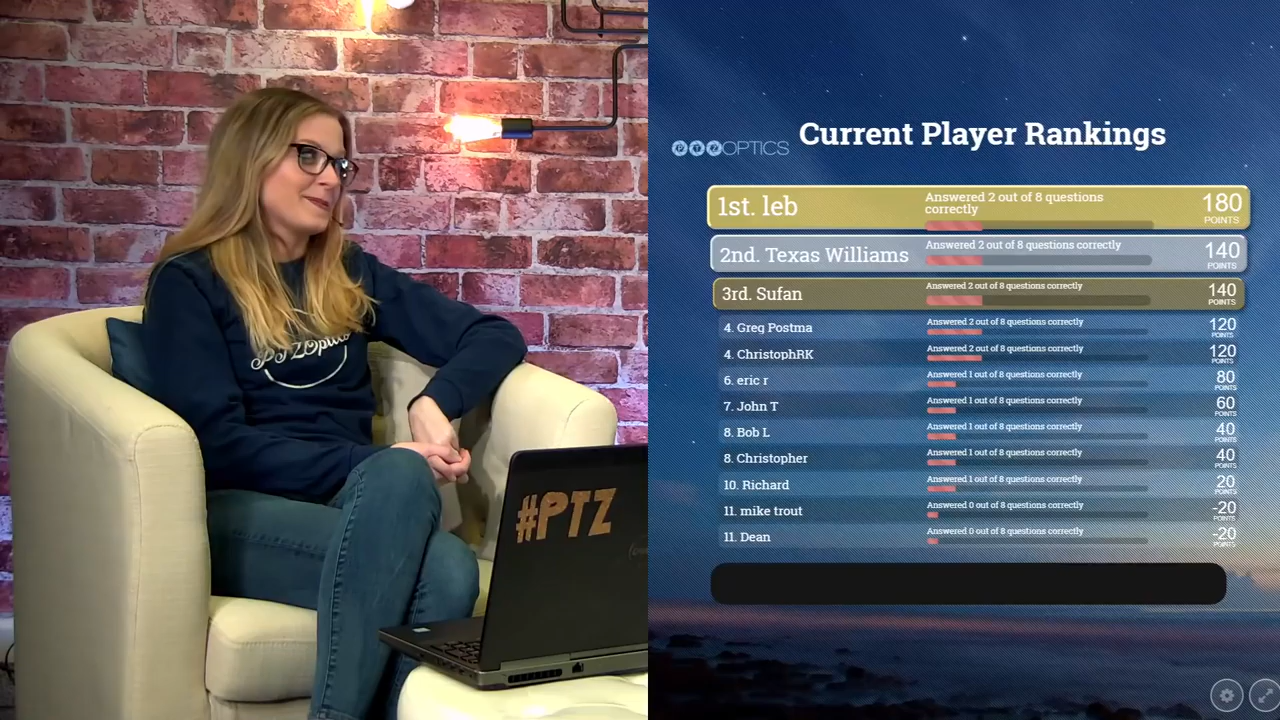 PTZOptics
#PTZ
PTZOPTICS
Current Player Rankings
1st. leb
Answered 2 out of 8 questions
correctly
180
POINTS
2nd. Texas Williams
Answered 2 out of 8 questions correctly
140
POINTS
3rd. Sufan
Answered 2 out of 8 questions correctly
140
POINTS
4. Greg Postma
Answered 2 out of 8 questions correctly
120
POINTS
4. ChristophRK
Answered 2 out of 8 questions correctly
120
POINTS
6. eric r
Answered 1 out of 8 questions correctly
80
POINTS
7. John T
Answered 1 out of 8 questions correctly
60
POINTS
8. Bob L
Answered 1 out of 8 questions correctly
40
POINTS
8. Christopher
Answered 1 out of 8 questions correctly
40
POINTS
10. Richard
Answered 1 out of 8 questions correctly
20
POINTS
11. mike trout
Answered 0 out of 8 questions correctly
-20
POINTS
11. Dean
Answered 0 out of 8 questions correctly
-20
POINTS